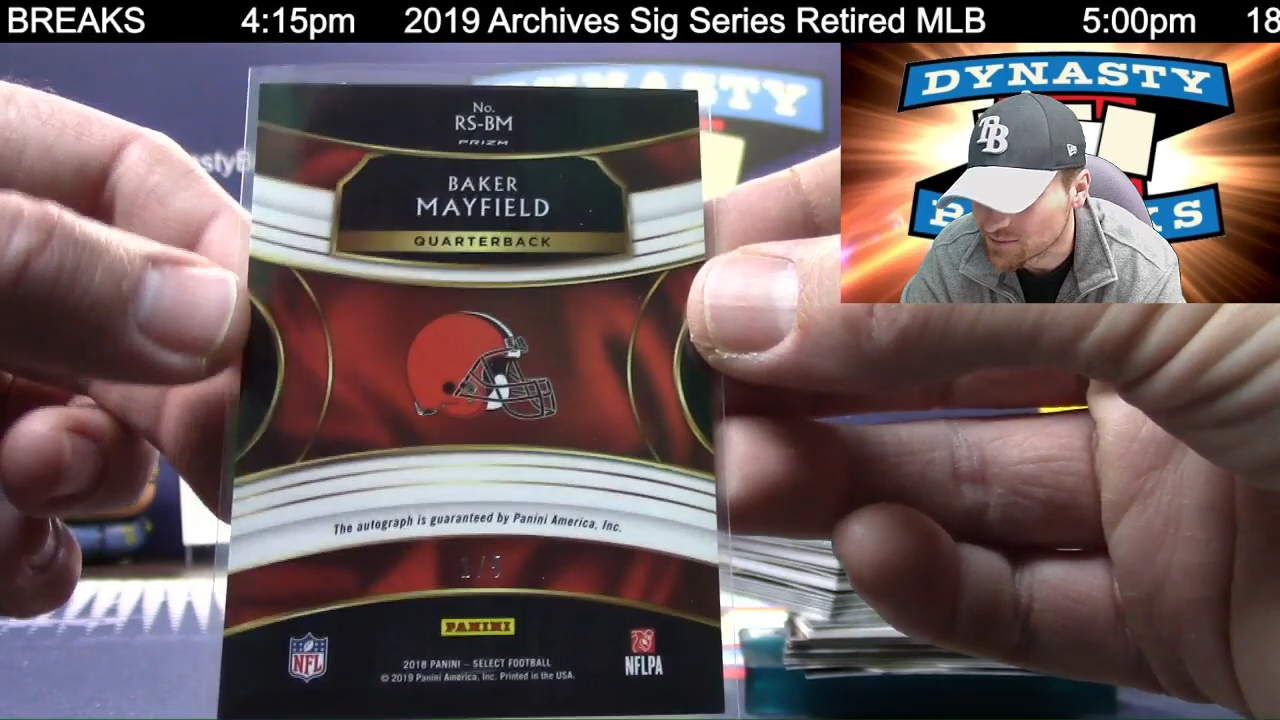 BREAKS 4:15pm 2019 Archives Sig Series Retired MLB 5:00pm 18
DYNASTY
TB
No.
RS-BM
PRIZM
BAKER
MAYFIELD
QUARTERBACK
The autograph is guaranteed by Panini America, Inc.
PANINI
NFL
NFLPA
2018 PANINI – SELECT FOOTBALL
© 2019 Panini America, Inc. Printed in the USA.